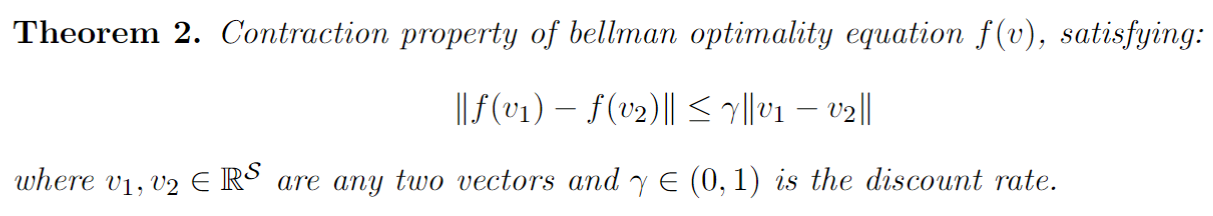 Theorem 2. Contraction property of bellman optimality equation f(v), satisfying:
‖f(v₁) − f(v₂)‖ ≤ γ‖v₁ − v₂‖
where v₁, v₂ ∈ ℝ^𝒮 are any two vectors and γ ∈ (0, 1) is the discount rate.